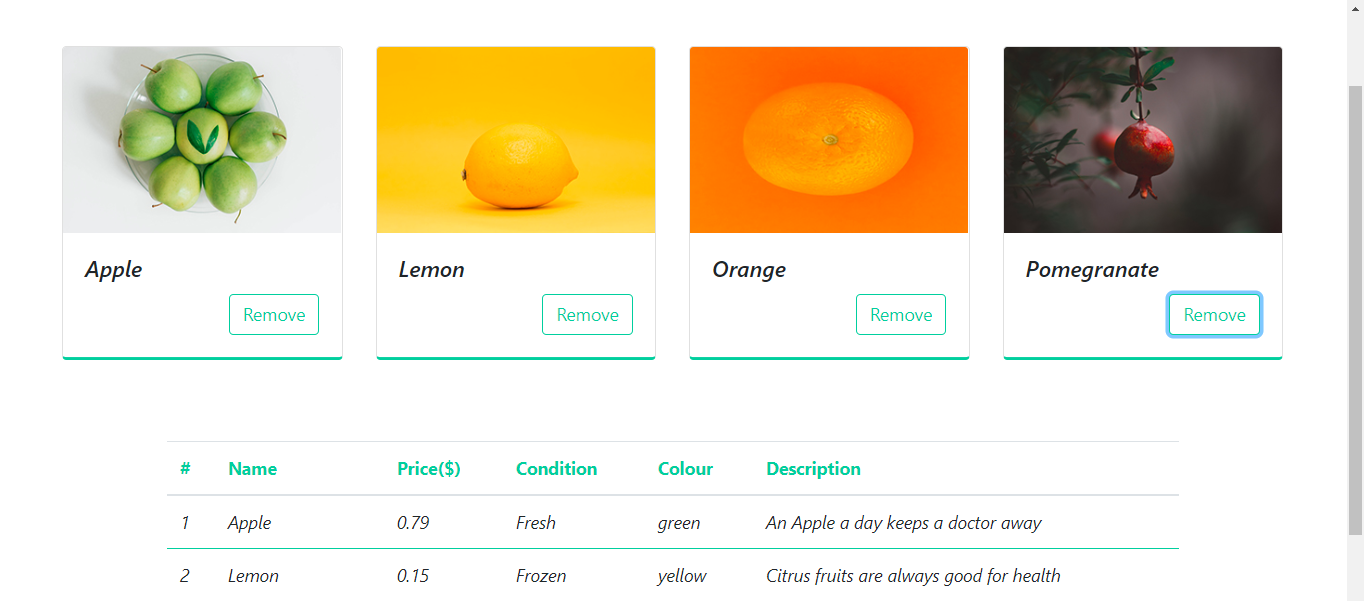 Apple Lemon Orange Pomegranate
Remove Remove Remove Remove
# Name Price($) Condition Colour Description
1 Apple 0.79 Fresh green An Apple a day keeps a doctor away
2 Lemon 0.15 Frozen yellow Citrus fruits are always good for health